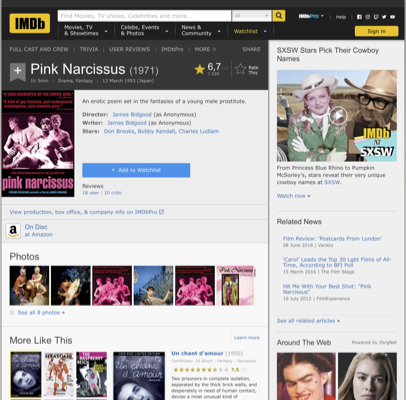 IMDb
Find Movies, TV shows, Celebrities and more...
All
IMDbPro
Help
Movies, TV & Showtimes
Celebs, Events & Photos
News & Community
Watchlist
Sign in
FULL CAST AND CREW | TRIVIA | USER REVIEWS | IMDbPro | MORE
SHARE
Pink Narcissus (1971)
6,7
Rate This
1h 5min | Drama, Fantasy | 13 March 1993 (Japan)
An erotic poem set in the fantasies of a young male prostitute.
Director: James Bidgood (as Anonymous)
Writer: James Bidgood (as Anonymous)
Stars: Don Brooks, Bobby Kendall, Charles Ludlam
pink narcissus
+ Add to Watchlist
Reviews
18 user | 10 critic
View production, box office, & company info on IMDbPro
a
On Disc
at Amazon
Photos
See all 8 photos »
More Like This
Learn more
Un chant d'amour (1950)
Certificate 16 Short | Fantasy | Romance
7,5
Two prisoners in complete isolation, separated by the thick brick walls, and desperately in need of human contact, devise a most unusual kind of
SXSW Stars Pick Their Cowboy Names
IMDb
at
SXSW
From Princess Blue Rhino to Pumpkin McSorley's, stars reveal their very unique cowboy names at SXSW.
Watch now »
Related News
Film Review: 'Postcards From London'
28 June 2018 | Variety
'Carol' Leads the Top 30 Lgbt Films of All-Time, According to BFI Poll
15 March 2016 | The Film Stage
Hit Me With Your Best Shot: "Pink Narcissus"
19 July 2012 | FilmExperience
See all related articles »
Around The Web
Powered by ZergNet